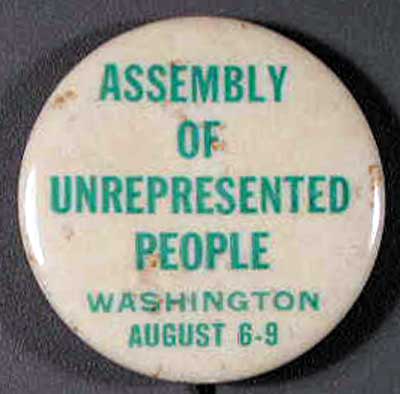 ASSEMBLY
OF
UNREPRESENTED
PEOPLE
WASHINGTON
AUGUST 6-9